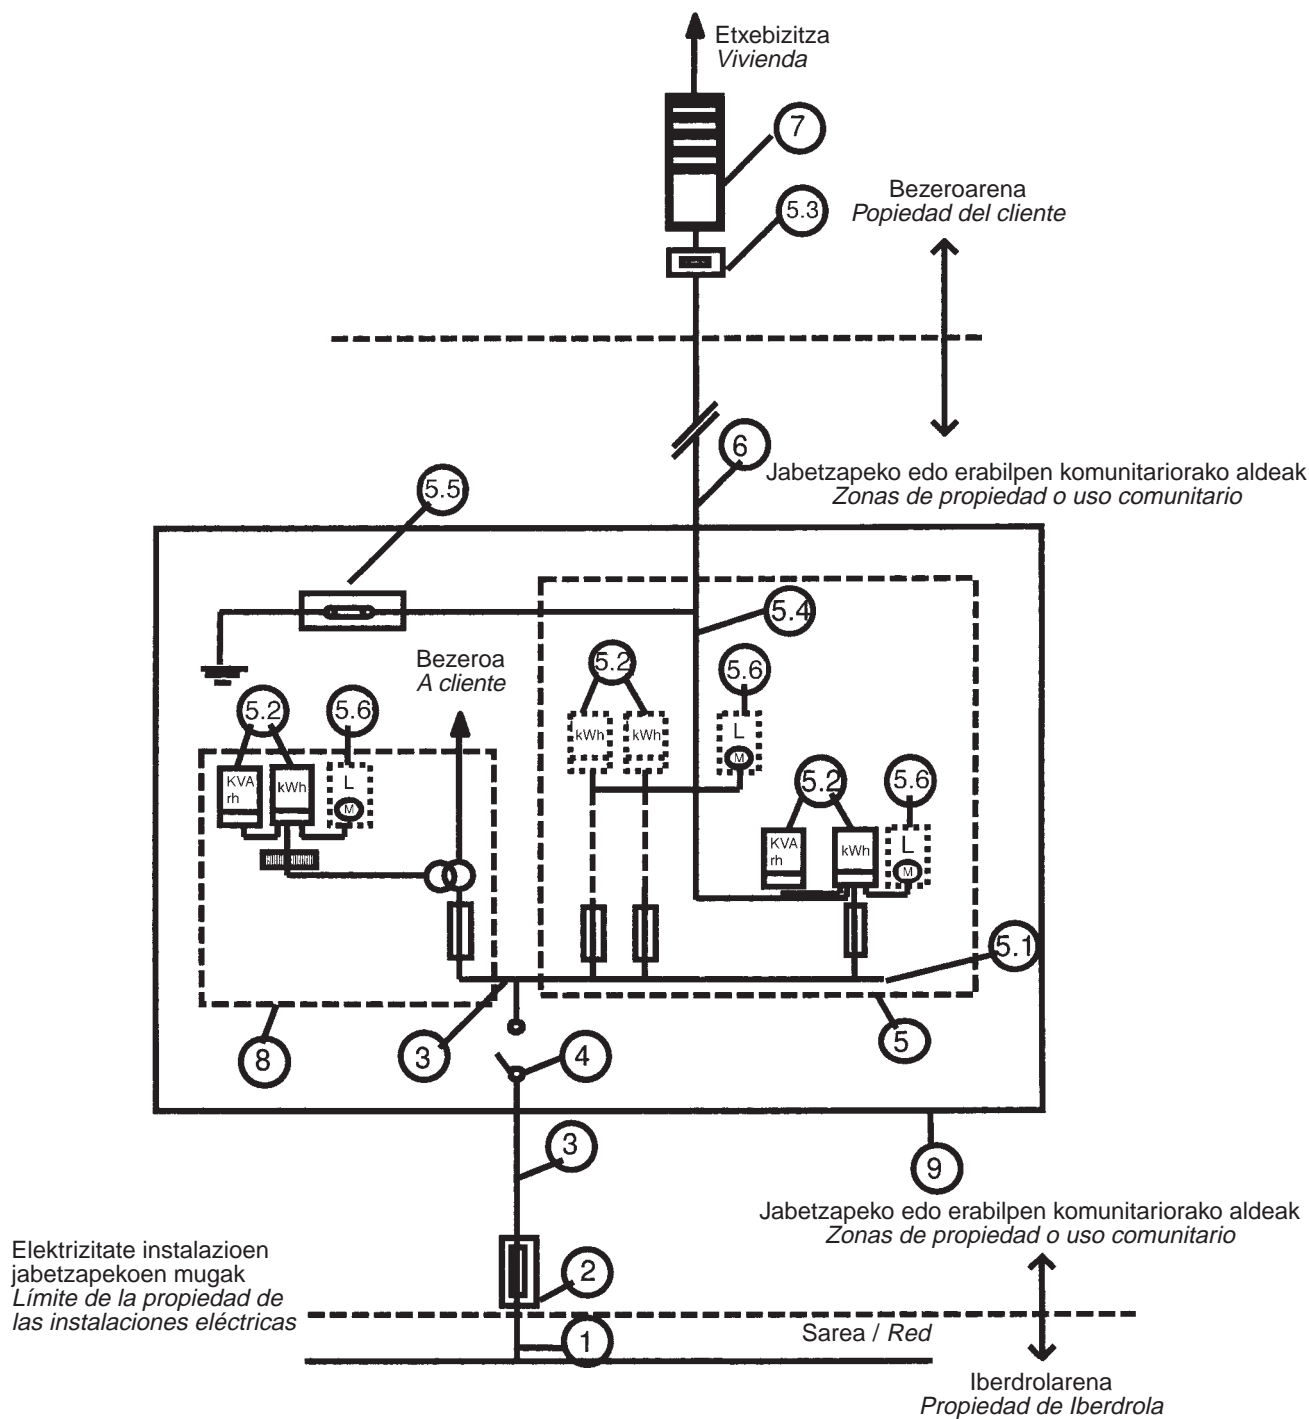 Etxebizitza
Vivienda
7
5.3
Bezeroarena
Popiedad del cliente
6
Jabetzapeko edo erabilpen komunitariorako aldeak
Zonas de propiedad o uso comunitario
5.5
5.4
Bezeroa
A cliente
5.2
5.6
5.2
5.6
kWh
kWh
L
M
KVA
rh
kWh
L
M
5.2
5.6
KVA
rh
kWh
L
M
5.1
8
3
4
5
3
9
Jabetzapeko edo erabilpen komunitariorako aldeak
Zonas de propiedad o uso comunitario
Elektrizitate instalazioen
jabetzapekoen mugak
Límite de la propiedad de
las instalaciones eléctricas
2
Sarea / Red
1
Iberdrolarena
Propiedad de Iberdrola